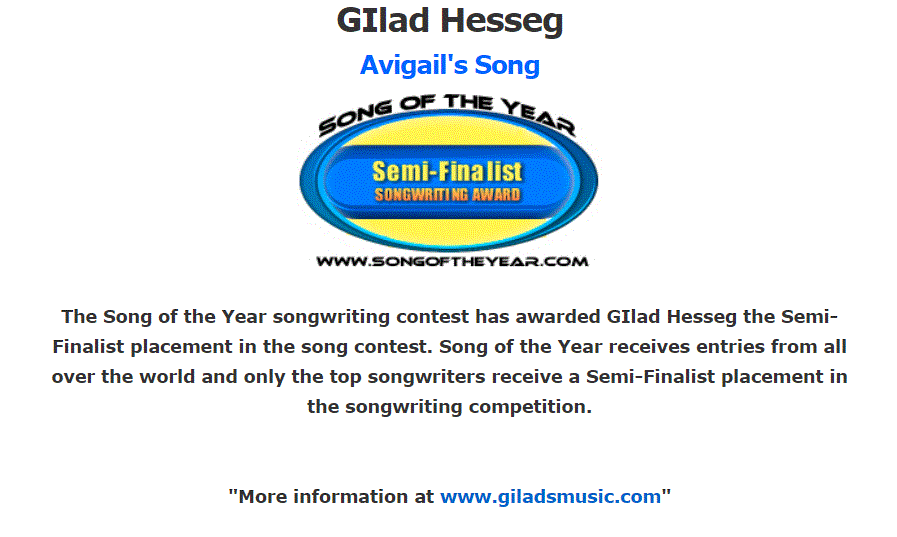 GIlad Hesseg
Avigail's Song
SONG OF THE YEAR
Semi-Finalist
SONGWRITING AWARD
WWW.SONGOFTHEYEAR.COM
The Song of the Year songwriting contest has awarded GIlad Hesseg the Semi-
Finalist placement in the song contest. Song of the Year receives entries from all
over the world and only the top songwriters receive a Semi-Finalist placement in
the songwriting competition.
"More information at www.giladsmusic.com"